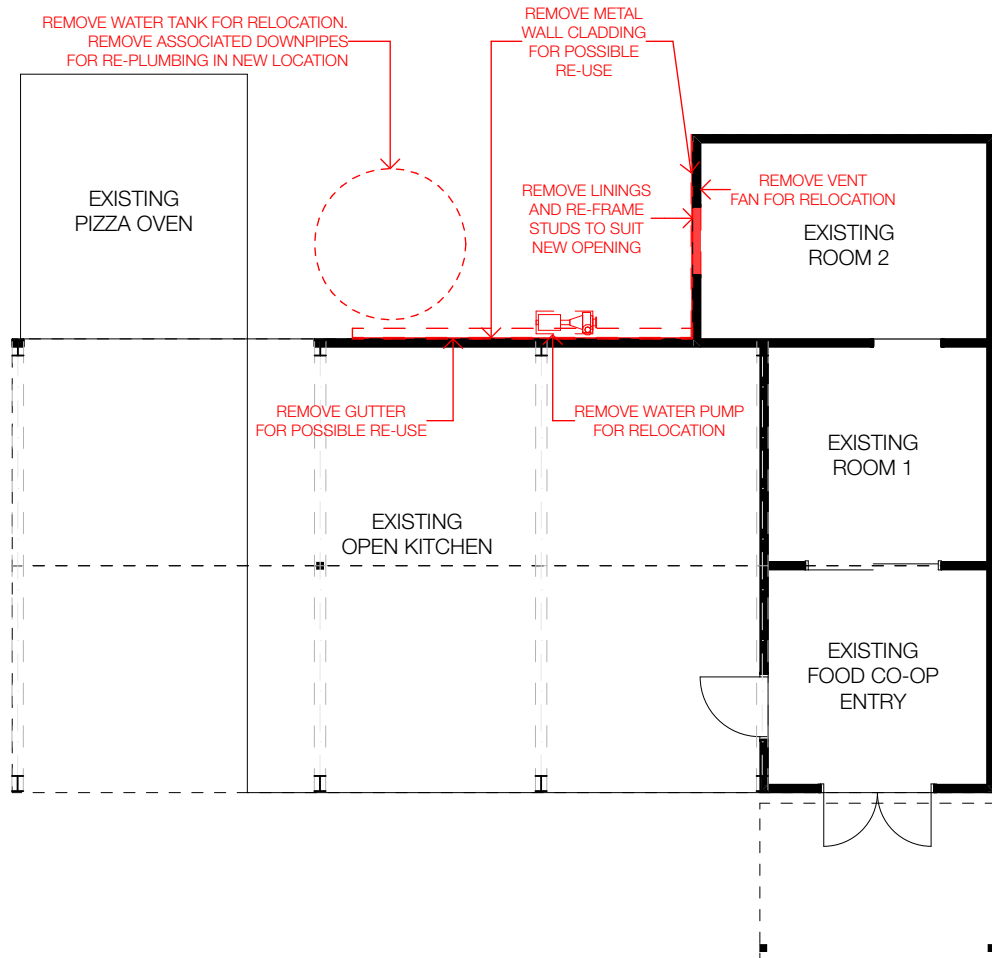 REMOVE WATER TANK FOR RELOCATION.
REMOVE ASSOCIATED DOWNPIPES
FOR RE-PLUMBING IN NEW LOCATION
REMOVE METAL
WALL CLADDING
FOR POSSIBLE
RE-USE
EXISTING
PIZZA OVEN
REMOVE LININGS
AND RE-FRAME
STUDS TO SUIT
NEW OPENING
REMOVE VENT
FAN FOR RELOCATION
EXISTING
ROOM 2
REMOVE GUTTER
FOR POSSIBLE RE-USE
REMOVE WATER PUMP
FOR RELOCATION
EXISTING
ROOM 1
EXISTING
OPEN KITCHEN
EXISTING
FOOD CO-OP
ENTRY